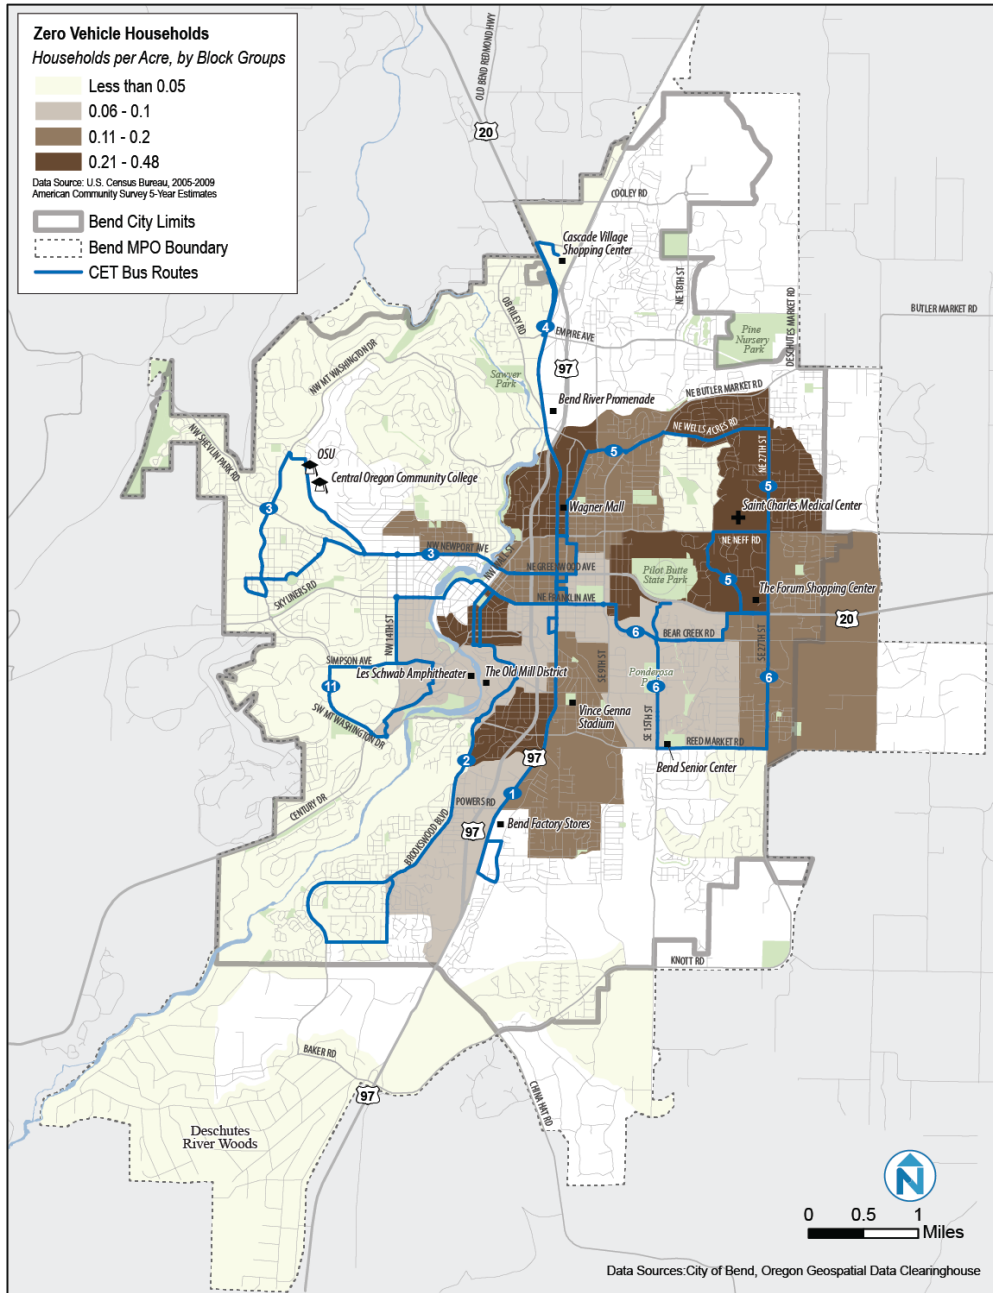 Zero Vehicle Households
Households per Acre, by Block Groups
Less than 0.05
0.06 - 0.1
0.11 - 0.2
0.21 - 0.48
Data Source: U.S. Census Bureau, 2005-2009
American Community Survey 5-Year Estimates
Bend City Limits
Bend MPO Boundary
CET Bus Routes
OLD BEND REDMOND HWY
20
COOLEY RD
Cascade Village
Shopping Center
NE 18TH ST
DESCHUTES MARKET RD
BUTLER MARKET RD
OB RILEY RD
4
EMPIRE AVE
Pine
Nursery
Park
NW MT WASHINGTON DR
97
Sawyer
Park
NE BUTLER MARKET RD
Bend River Promenade
NE WELLS ACRES RD
NW SHEVLIN PARK RD
OSU
5
NE 27TH ST
Central Oregon Community College
5
3
Wagner Mall
Saint Charles Medical Center
NW NEWPORT AVE
3
NW WALL ST
NE NEFF RD
NE GREENWOOD AVE
Pilot Butte
State Park
5
SKYLINERS RD
The Forum Shopping Center
NE FRANKLIN AVE
20
NW 14TH ST
6
BEAR CREEK RD
SE 9TH ST
SE 27TH ST
SIMPSON AVE
Les Schwab Amphitheater
The Old Mill District
Ponderosa
6
11
6
SW MT WASHINGTON DR
Vince Genna
Stadium
SE 15TH ST
REED MARKET RD
2
97
Bend Senior Center
CENTURY DR
1
POWERS RD
BROOKSWOOD BLVD
97
Bend Factory Stores
KNOTT RD
BAKER RD
CHINA HAT RD
97
Deschutes
River Woods
N
0 0.5 1
Miles
Data Sources:City of Bend, Oregon Geospatial Data Clearinghouse